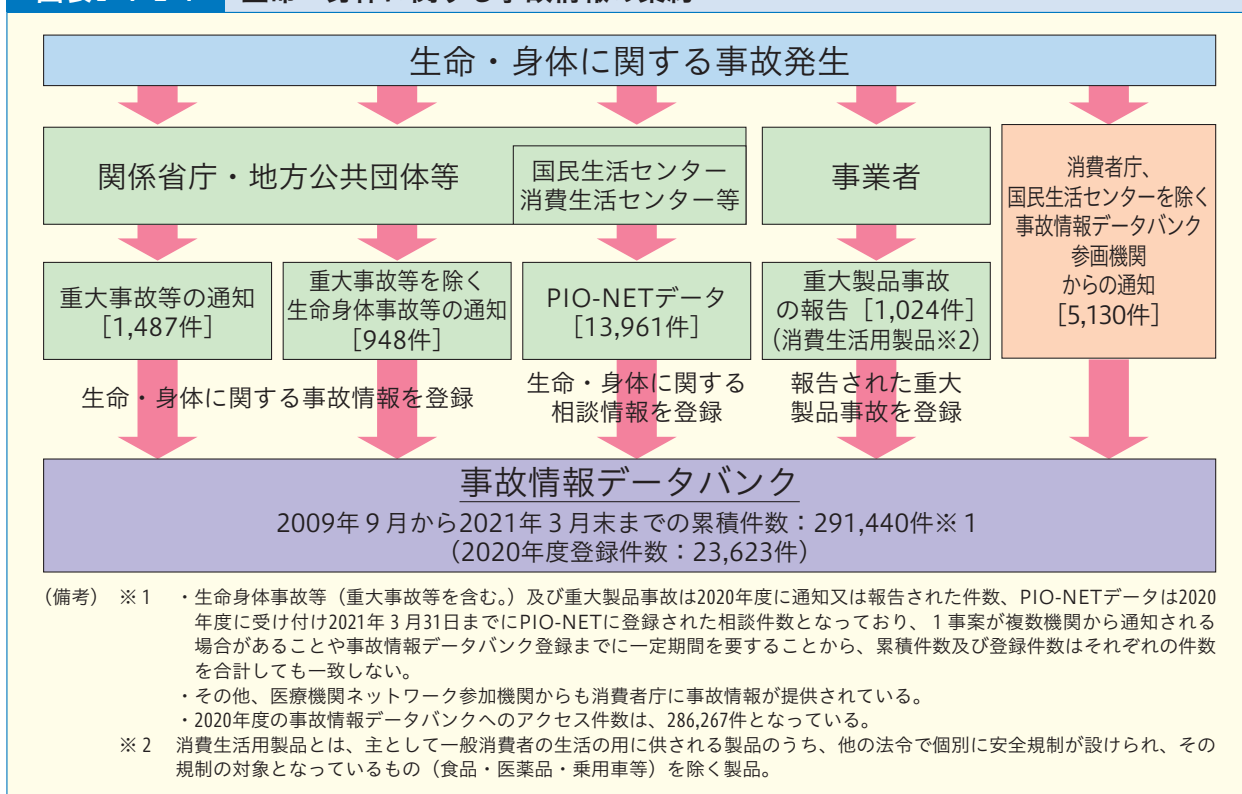 生命・身体に関する事故発生
関係省庁・地方公共団体等
国民生活センター
消費生活センター等
事業者
消費者庁、
国民生活センターを除く
事故情報データバンク
参画機関
からの通知
[5,130件]
重大事故等の通知
[1,487件]
重大事故等を除く
生命身体事故等の通知
[948件]
PIO-NETデータ
[13,961件]
重大製品事故
の報告[1,024件]
(消費生活用製品※2)
生命・身体に関する事故情報を登録
生命・身体に関する
相談情報を登録
報告された重大
製品事故を登録
事故情報データバンク
2009年9月から2021年3月末までの累積件数:291,440件※1
(2020年度登録件数:23,623件)
(備考) ※1 ・生命身体事故等(重大事故等を含む。)及び重大製品事故は2020年度に通知又は報告された件数、PIO-NETデータは2020
年度に受け付け2021年3月31日までにPIO-NETに登録された相談件数となっており、1事案が複数機関から通知される
場合があることや事故情報データバンク登録までに一定期間を要することから、累積件数及び登録件数はそれぞれの件数
を合計しても一致しない。
・その他、医療機関ネットワーク参加機関からも消費者庁に事故情報が提供されている。
・2020年度の事故情報データバンクへのアクセス件数は、286,267件となっている。
※2 消費生活用製品とは、主として一般消費者の生活の用に供される製品のうち、他の法令で個別に安全規制が設けられ、その
規制の対象となっているもの(食品・医薬品・乗用車等)を除く製品。